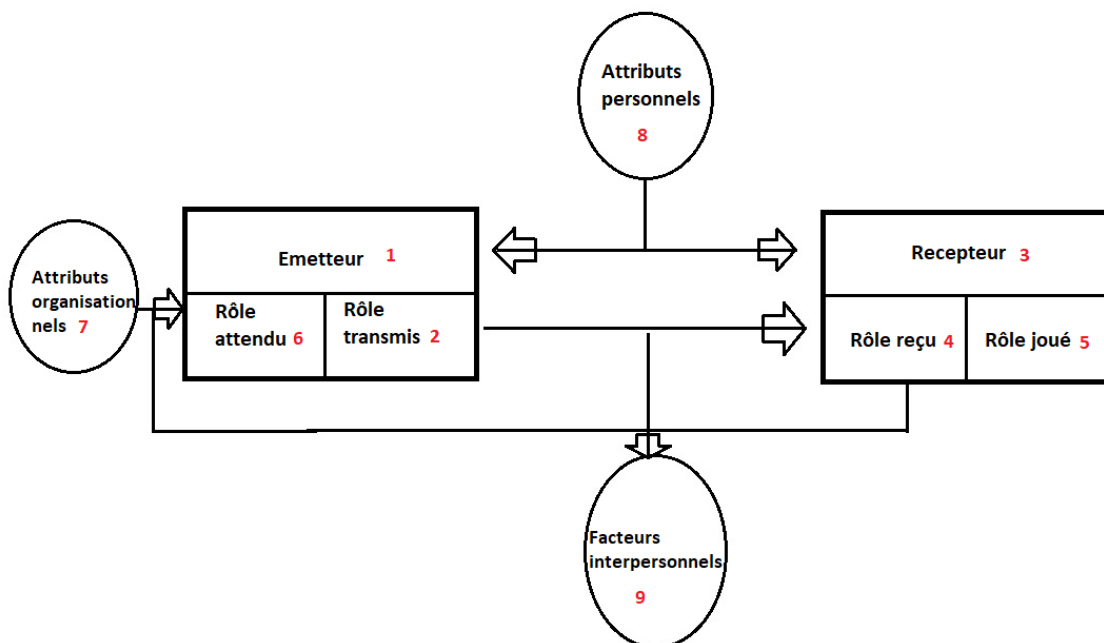 Attributs
personnels
8
Emetteur 1
Recepteur 3
Attributs
organisation
nels 7
Rôle
attendu 6
Rôle
transmis 2
Rôle reçu 4
Rôle joué 5
Facteurs
interpersonnels
9